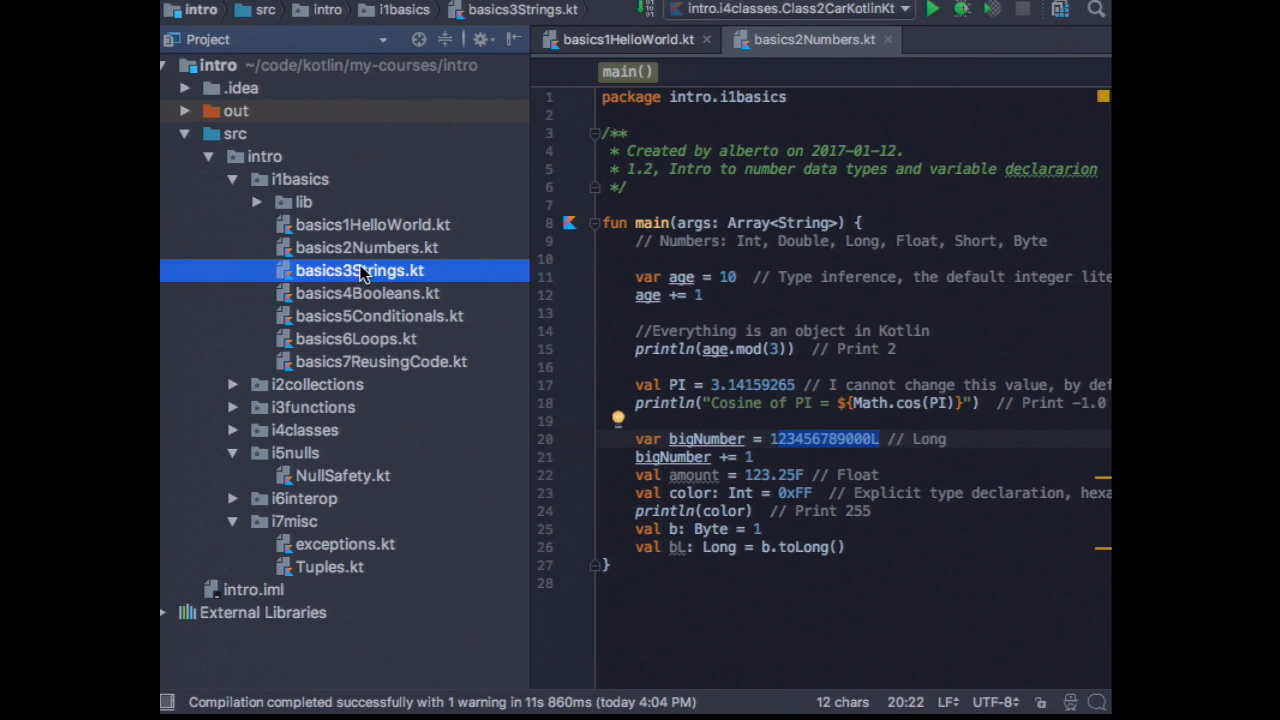 intro src intro i1basics basics3Strings.kt intro.i4classes.Class2CarKotlinKt
Project
basics1HelloWorld.kt basics2Numbers.kt
intro ~/code/kotlin/my-courses/intro
.idea
out
src
intro
i1basics
lib
basics1HelloWorld.kt
basics2Numbers.kt
basics3Strings.kt
basics4Booleans.kt
basics5Conditionals.kt
basics6Loops.kt
basics7ReusingCode.kt
i2collections
i3functions
i4classes
i5nulls
NullSafety.kt
i6interop
i7misc
exceptions.kt
Tuples.kt
intro.iml
External Libraries
main()
1 package intro.i1basics
2
3 /**
4 * Created by alberto on 2017-01-12.
5 * 1.2, Intro to number data types and variable declararion
6 */
7
8 fun main(args: Array<String>) {
9 // Numbers: Int, Double, Long, Float, Short, Byte
10
11 var age = 10 // Type inference, the default integer lite
12 age += 1
13
14 //Everything is an object in Kotlin
15 println(age.mod(3)) // Print 2
16
17 val PI = 3.14159265 // I cannot change this value, by def
18 println("Cosine of PI = ${Math.cos(PI)}") // Print -1.0
19
20 var bigNumber = 123456789000L // Long
21 bigNumber += 1
22 val amount = 123.25F // Float
23 val color: Int = 0xFF // Explicit type declaration, hexa
24 println(color) // Print 255
25 val b: Byte = 1
26 val bL: Long = b.toLong()
27 }
28
Compilation completed successfully with 1 warning in 11s 860ms (today 4:04 PM) 12 chars 20:22 LF UTF-8